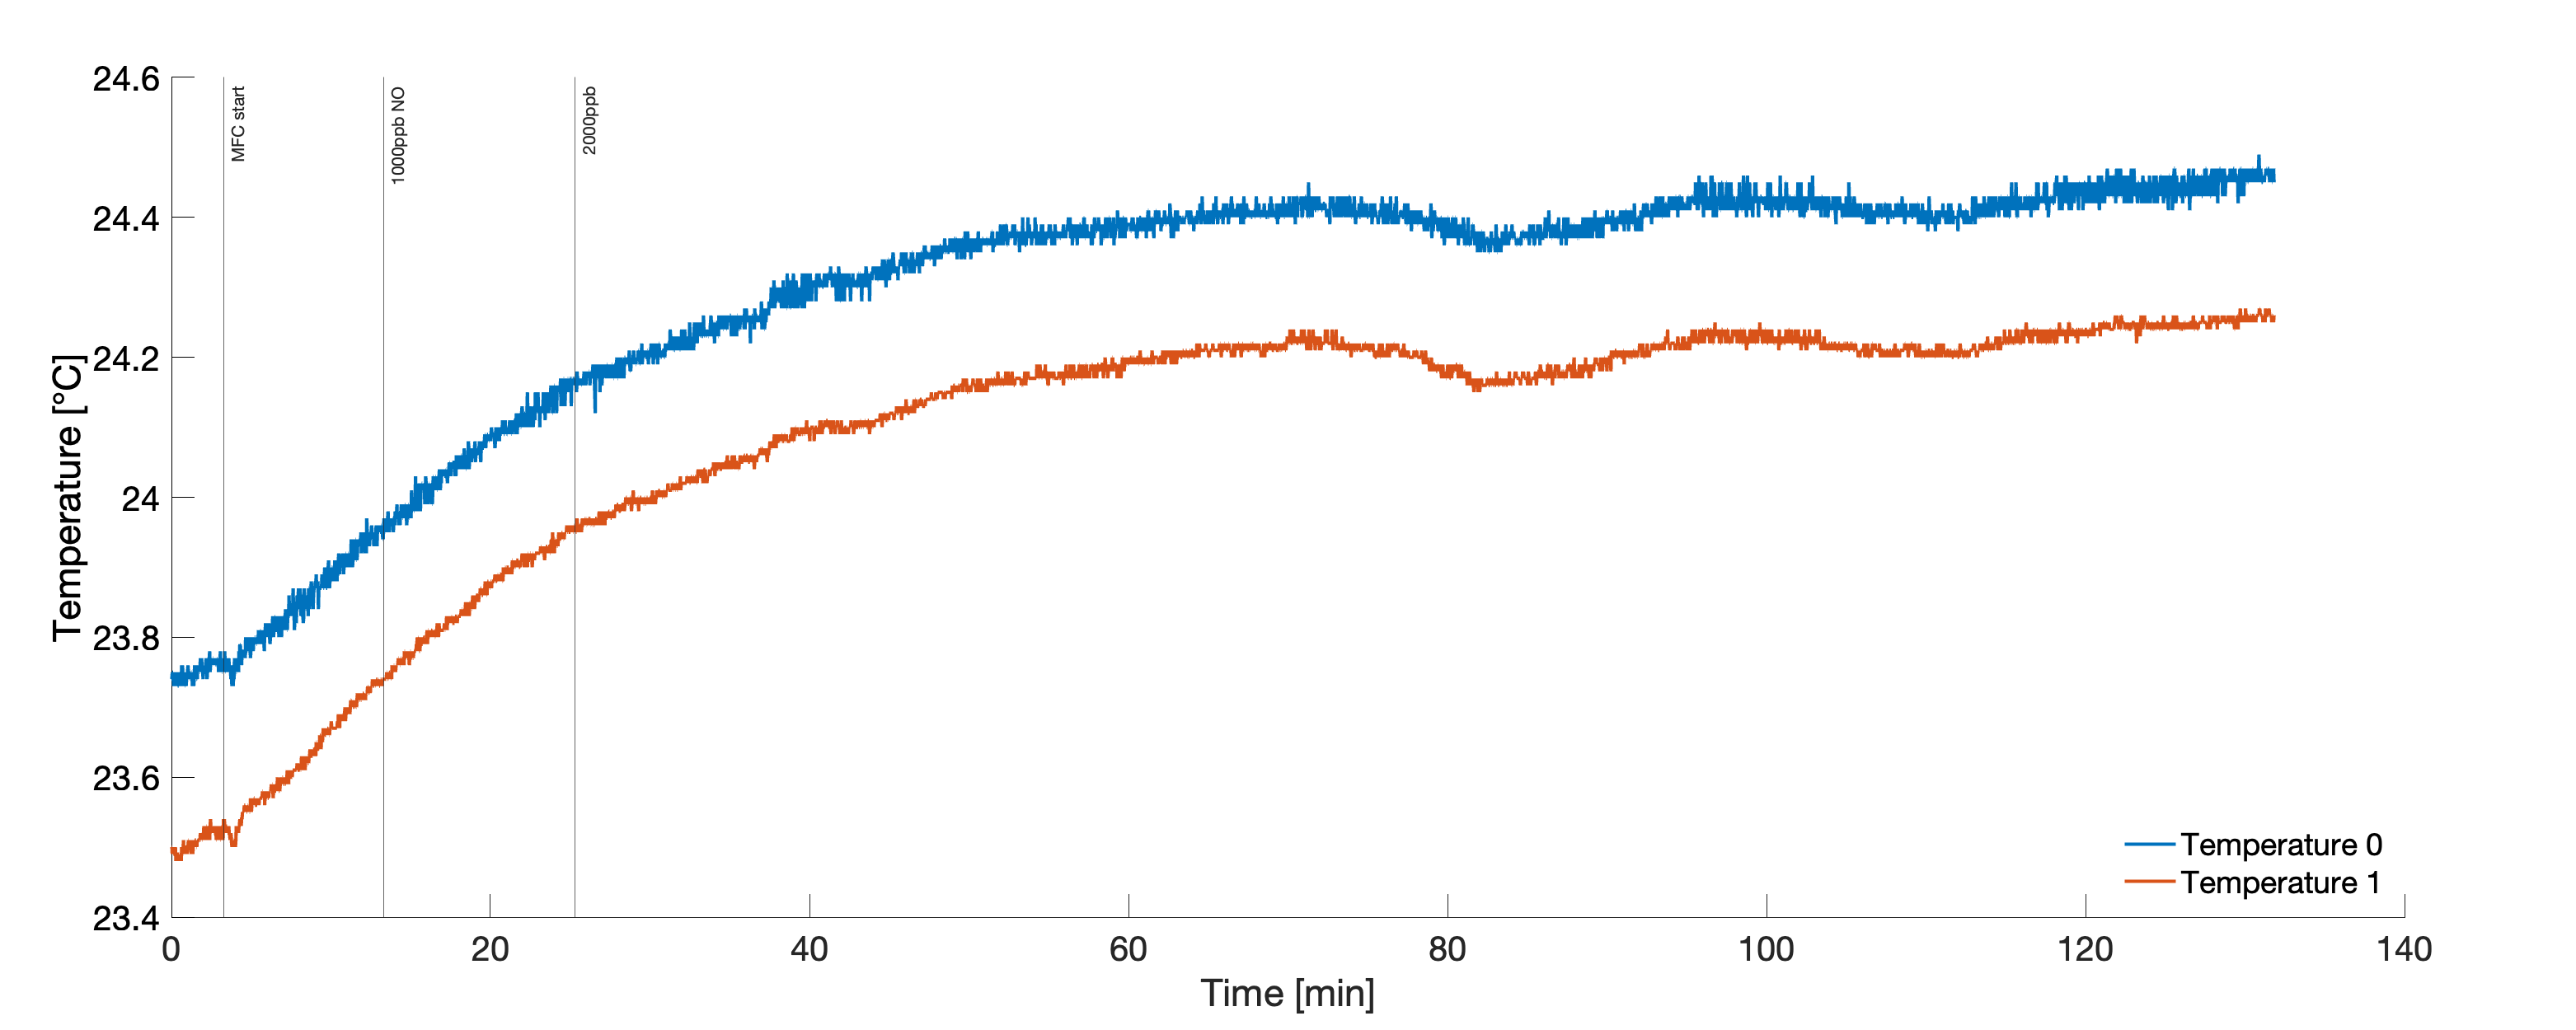 24.6
24.4
24.2
24
23.8
23.6
23.4
Temperature [°C]
MFC start
1000ppb NO
2000ppb
Temperature 0
Temperature 1
0 20 40 60 80 100 120 140
Time [min]